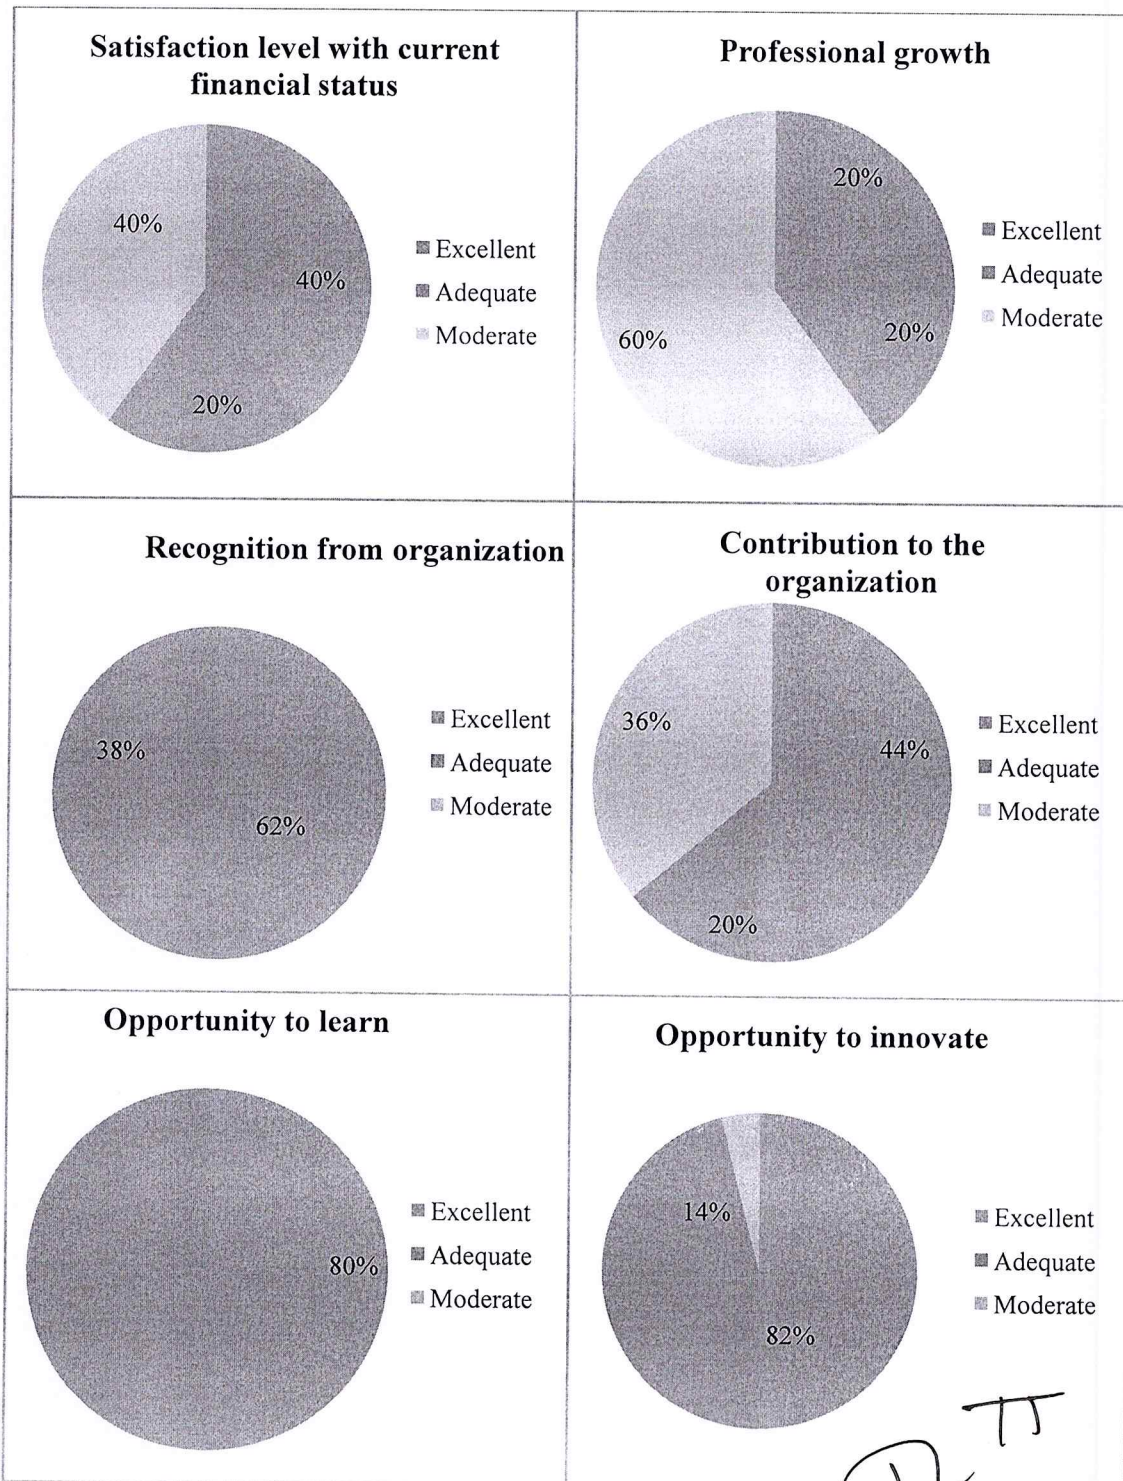 Satisfaction level with current
financial status
40%
40%
20%
Excellent
Adequate
Moderate
Professional growth
20%
20%
60%
Excellent
Adequate
Moderate
Recognition from organization
38%
62%
Excellent
Adequate
Moderate
Contribution to the
organization
36%
44%
20%
Excellent
Adequate
Moderate
Opportunity to learn
80%
Excellent
Adequate
Moderate
Opportunity to innovate
14%
82%
Excellent
Adequate
Moderate